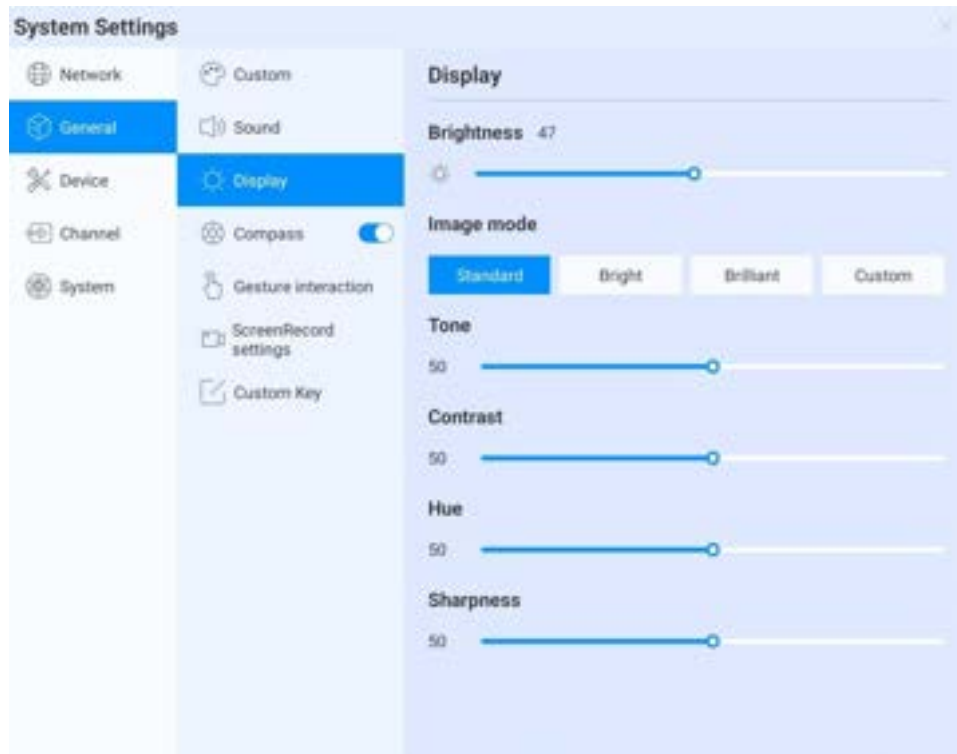 System Settings
Network
General
Device
Channel
System
Custom
Sound
Display
Compass
Gesture interaction
ScreenRecord
settings
Custom Key
Display
Brightness 47
Image mode
Standard Bright Brilliant Custom
Tone
50
Contrast
50
Hue
50
Sharpness
50